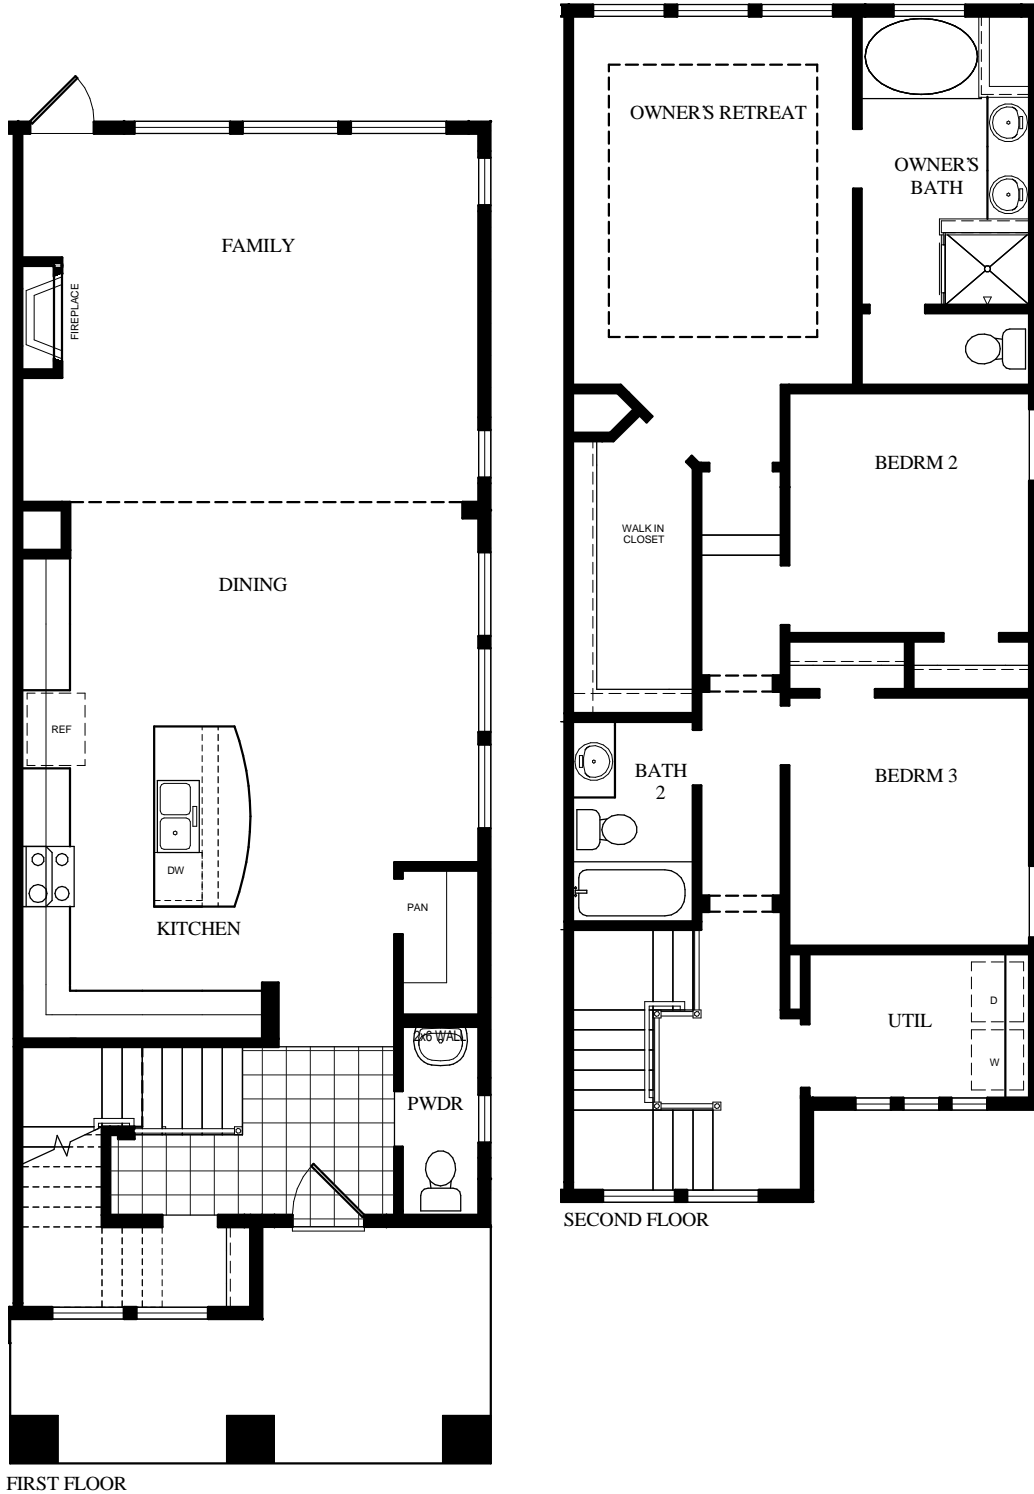 FAMILY
FIREPLACE
DINING
REF
DW
KITCHEN
PAN
2x6 WALL
PWDR
FIRST FLOOR
OWNER'S RETREAT
OWNER'S
BATH
BEDRM 2
WALK IN
CLOSET
BATH
2
BEDRM 3
UTIL
D
W
SECOND FLOOR